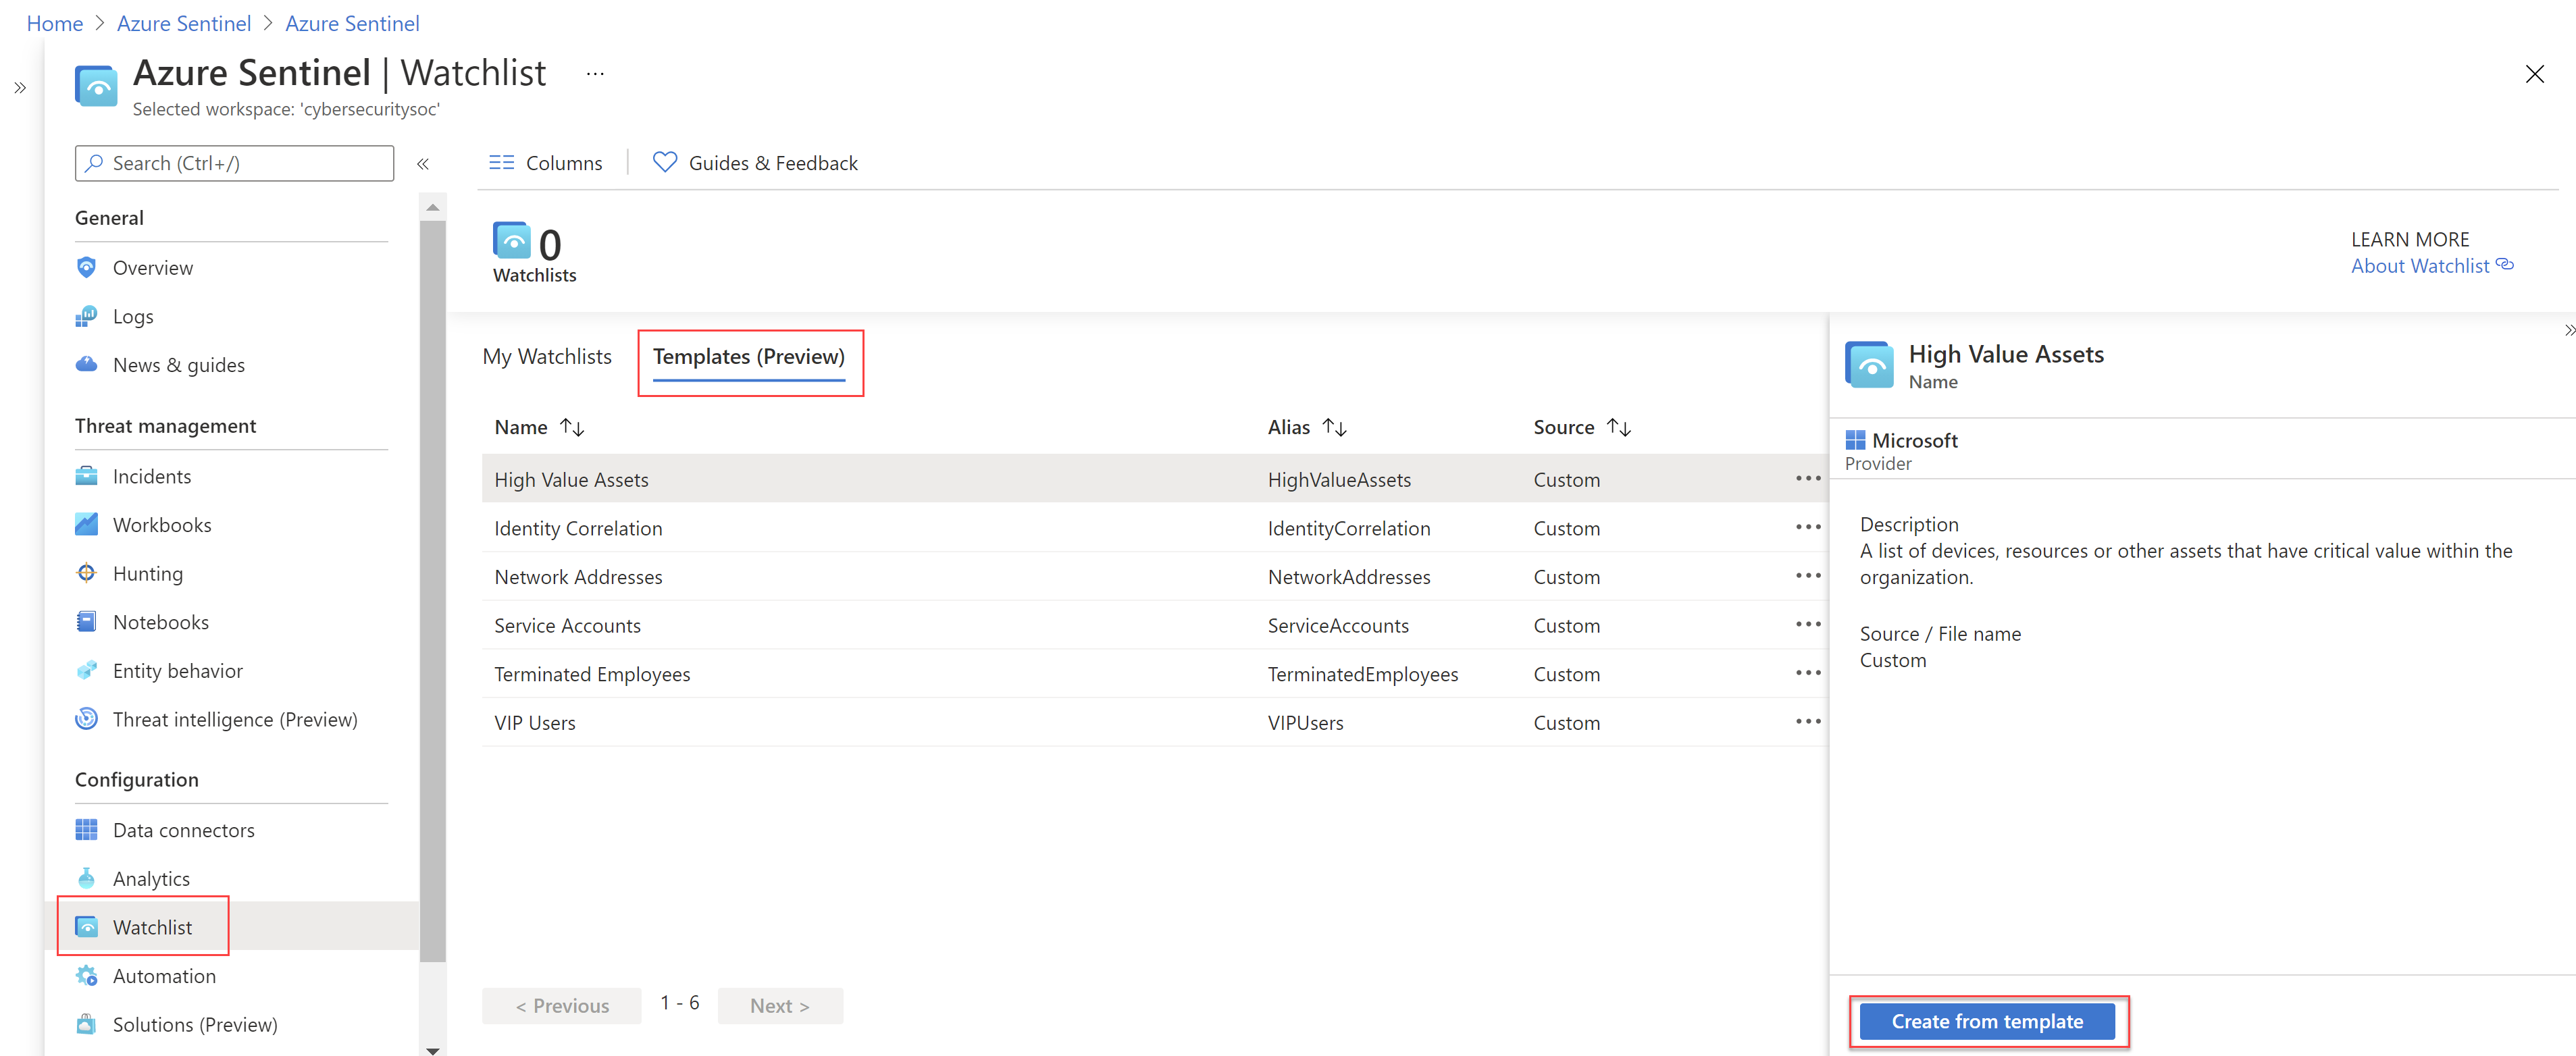 Home > Azure Sentinel > Azure Sentinel
Azure Sentinel | Watchlist ...
Selected workspace: 'cybersecuritysoc'
Search (Ctrl+/)
General
Overview
Logs
News & guides
Threat management
Incidents
Workbooks
Hunting
Notebooks
Entity behavior
Threat intelligence (Preview)
Configuration
Data connectors
Analytics
Watchlist
Automation
Solutions (Preview)
Columns
Guides & Feedback
0
Watchlists
LEARN MORE
About Watchlist
My Watchlists
Templates (Preview)
Name Alias Source
High Value Assets HighValueAssets Custom
Identity Correlation IdentityCorrelation Custom
Network Addresses NetworkAddresses Custom
Service Accounts ServiceAccounts Custom
Terminated Employees TerminatedEmployees Custom
VIP Users VIPUsers Custom
< Previous 1 - 6 Next >
High Value Assets
Name
Microsoft
Provider
Description
A list of devices, resources or other assets that have critical value within the
organization.
Source / File name
Custom
Create from template